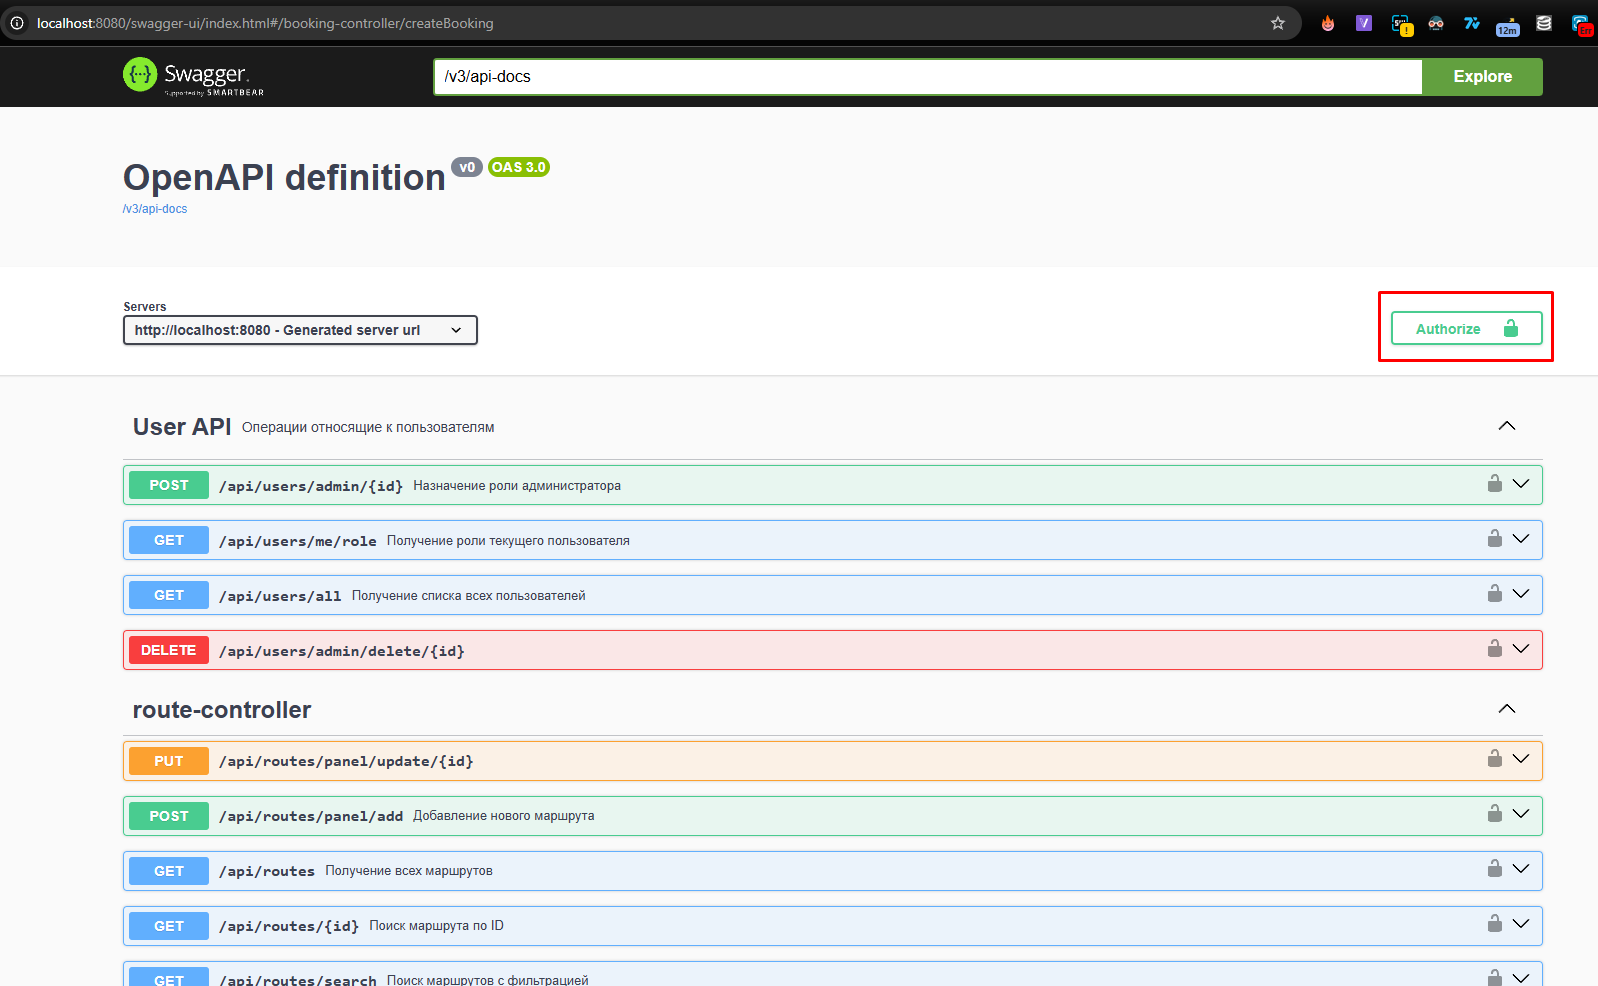 localhost:8080/swagger-ui/index.html#/booking-controller/createBooking
12m
Swagger.
Supported by SMARTBEAR
/v3/api-docs
Explore
OpenAPI definition v0 OAS 3.0
/v3/api-docs
Servers
http://localhost:8080 - Generated server url
Authorize
User API Операции относящие к пользователям
POST /api/users/admin/{id} Назначение роли администратора
GET /api/users/me/role Получение роли текущего пользователя
GET /api/users/all Получение списка всех пользователей
DELETE /api/users/admin/delete/{id}
route-controller
PUT /api/routes/panel/update/{id}
POST /api/routes/panel/add Добавление нового маршрута
GET /api/routes Получение всех маршрутов
GET /api/routes/{id} Поиск маршрута по ID
GET /api/routes/search Поиск маршрутов с фильтрацией